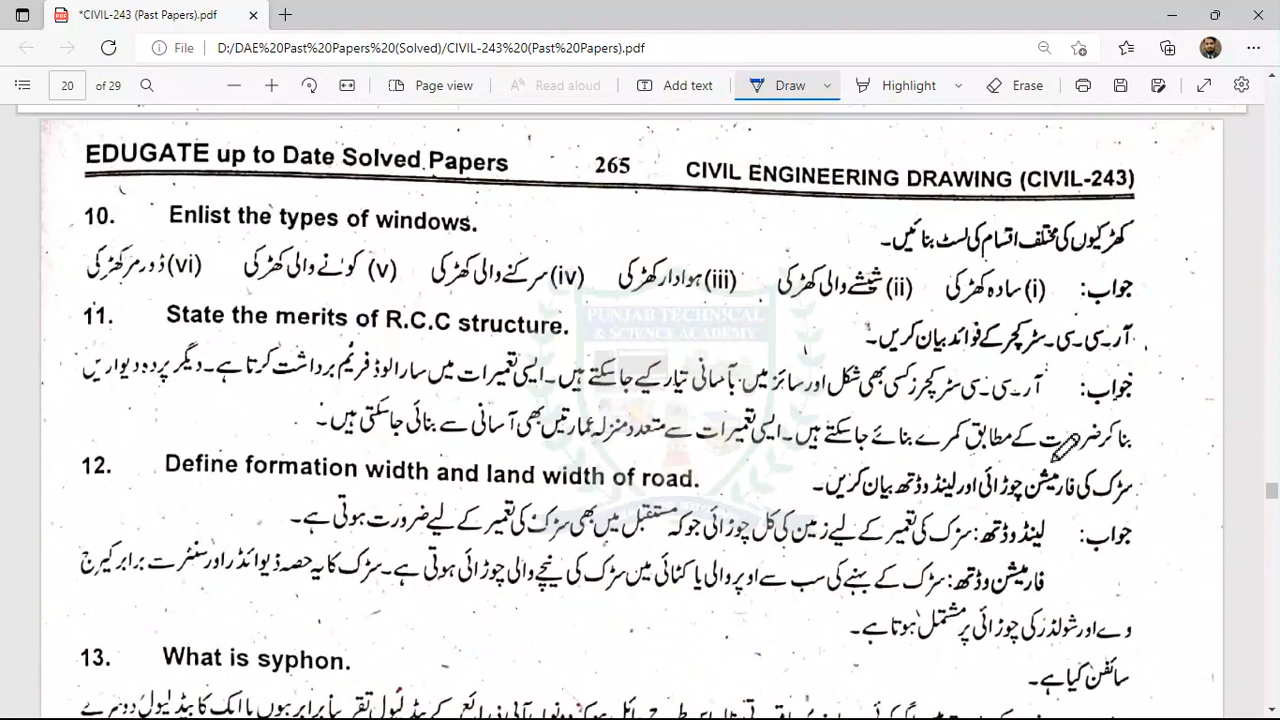 *CIVIL-243 (Past Papers).pdf
File D:/DAE%20Past%20Papers%20(Solved)/CIVIL-243%20(Past%20Papers).pdf
20 of 29 Page view Read aloud Add text Draw Highlight Erase
EDUGATE up to Date Solved Papers 265 CIVIL ENGINEERING DRAWING (CIVIL-243)
10. Enlist the types of windows.
کھڑکیوں کی مختلف اقسام کی لسٹ بنائیں۔
جواب: (i) سادہ کھڑکی (ii) شیشے والی کھڑکی (iii) ہوادار کھڑکی (iv) سرکنے والی کھڑکی (v) کونے والی کھڑکی (vi) ڈورمر کھڑکی
11. State the merits of R.C.C structure.
آر۔سی۔سی۔سٹرکچر کے فوائد بیان کریں۔
جواب: آر۔سی۔سی سٹرکچرز کسی بھی شکل اور سائز میں بآسانی تیار کیے جاسکتے ہیں۔ ایسی تعمیرات میں سارا لوڈ فریم برداشت کرتا ہے۔ دیگر پردہ دیواریں
بنا کر ضرورت کے مطابق کمرے بنائے جاسکتے ہیں۔ ایسی تعمیرات سے متعدد منزلہ عمارتیں بھی آسانی سے بنائی جاسکتی ہیں۔
PUNJAB TECHNICAL
& SCIENCE ACADEMY
12. Define formation width and land width of road.
سڑک کی فارمیشن چوڑائی اور لینڈ وڈتھ بیان کریں۔
جواب: لینڈ وڈتھ: سڑک کی تعمیر کے لیے زمین کی کل چوڑائی جو کہ مستقبل میں بھی سڑک کی تعمیر کے لیے ضرورت ہوتی ہے۔
فارمیشن وڈتھ: سڑک کے بہنے کی سب سے اوپر والی یا کٹائی میں سڑک کی نیچے والی چوڑائی ہوتی ہے۔ سڑک کا یہ حصہ ڈیوائڈر اور سنٹر سے برابر کیرج
وے اور شولڈر کی چوڑائی پر مشتمل ہوتا ہے۔
13. What is syphon.
سائفن کیا ہے۔